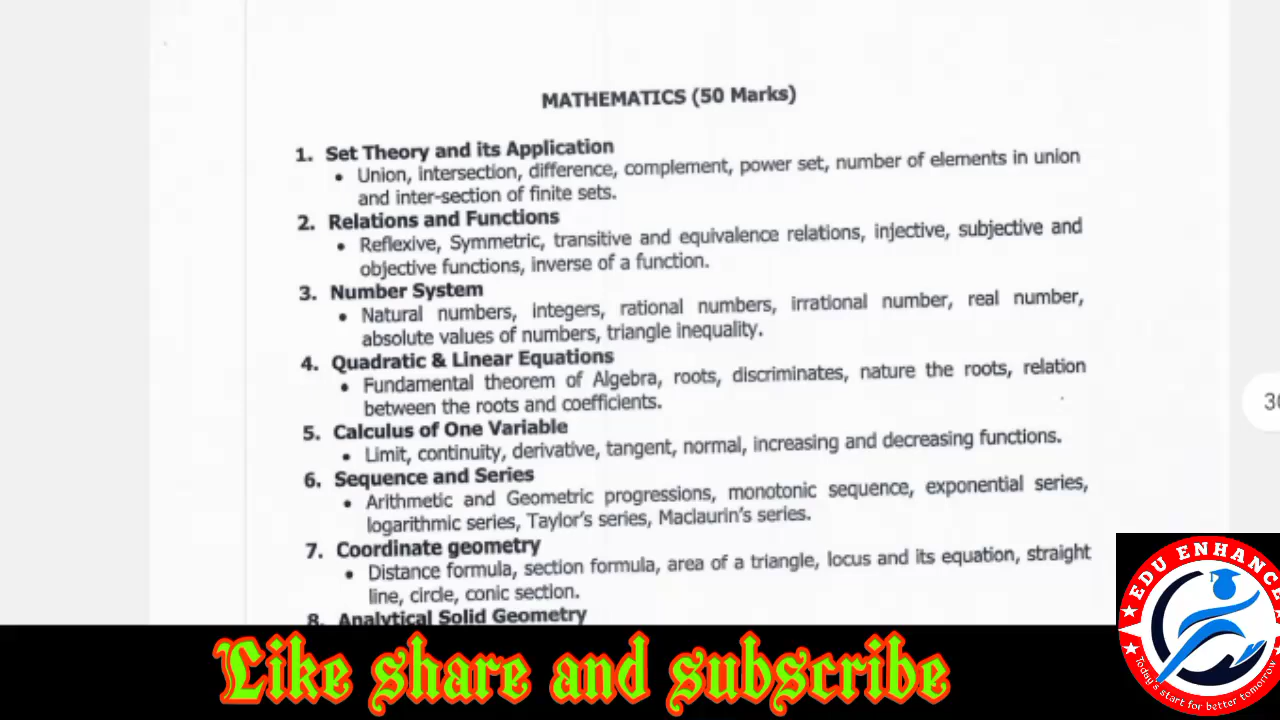 MATHEMATICS (50 Marks)
1. Set Theory and its Application
• Union, intersection, difference, complement, power set, number of elements in union
and inter-section of finite sets.
2. Relations and Functions
• Reflexive, Symmetric, transitive and equivalence relations, injective, subjective and
objective functions, inverse of a function.
3. Number System
• Natural numbers, integers, rational numbers, irrational number, real number,
absolute values of numbers, triangle inequality.
4. Quadratic & Linear Equations
• Fundamental theorem of Algebra, roots, discriminates, nature the roots, relation
between the roots and coefficients.
5. Calculus of One Variable
• Limit, continuity, derivative, tangent, normal, increasing and decreasing functions.
6. Sequence and Series
• Arithmetic and Geometric progressions, monotonic sequence, exponential series,
logarithmic series, Taylor's series, Maclaurin's series.
7. Coordinate geometry
• Distance formula, section formula, area of a triangle, locus and its equation, straight
line, circle, conic section.
8. Analytical Solid Geometry
Like share and subscribe
EDU ENHANCE
Today's start for better tomorrow